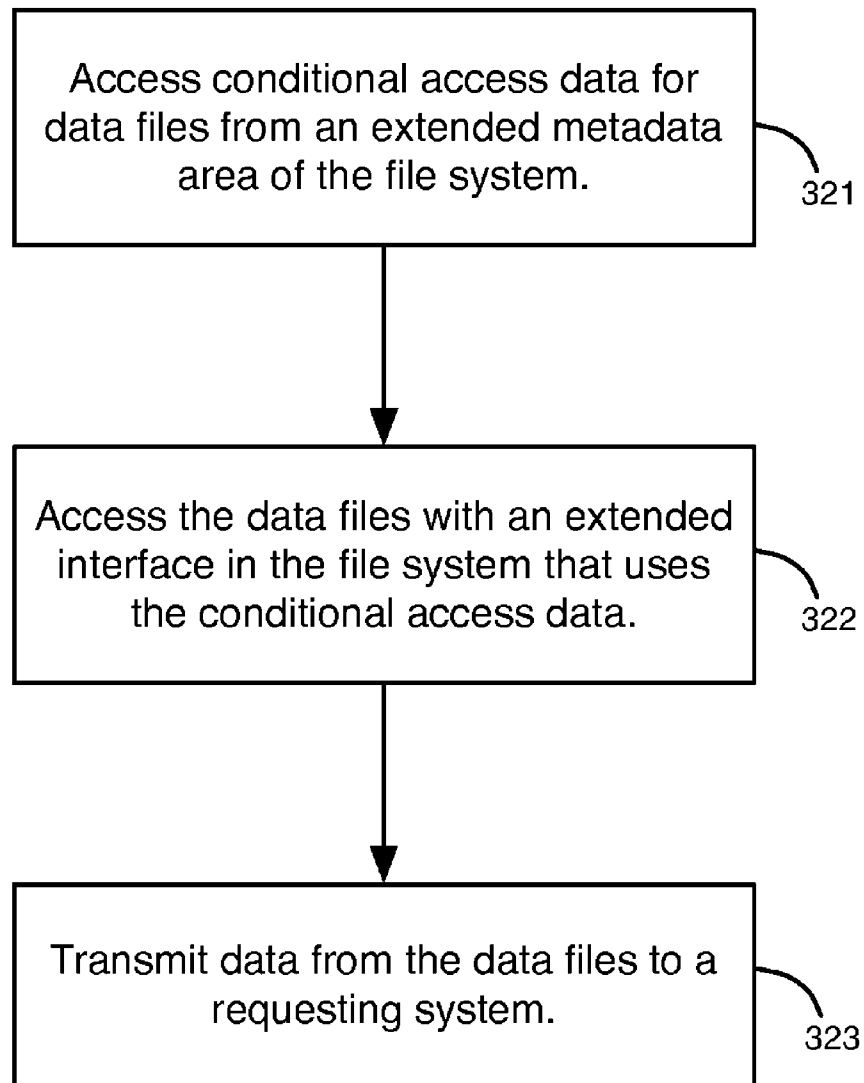 Access conditional access data for
data files from an extended metadata
area of the file system.
321
Access the data files with an extended
interface in the file system that uses
the conditional access data.
322
Transmit data from the data files to a
requesting system.
323